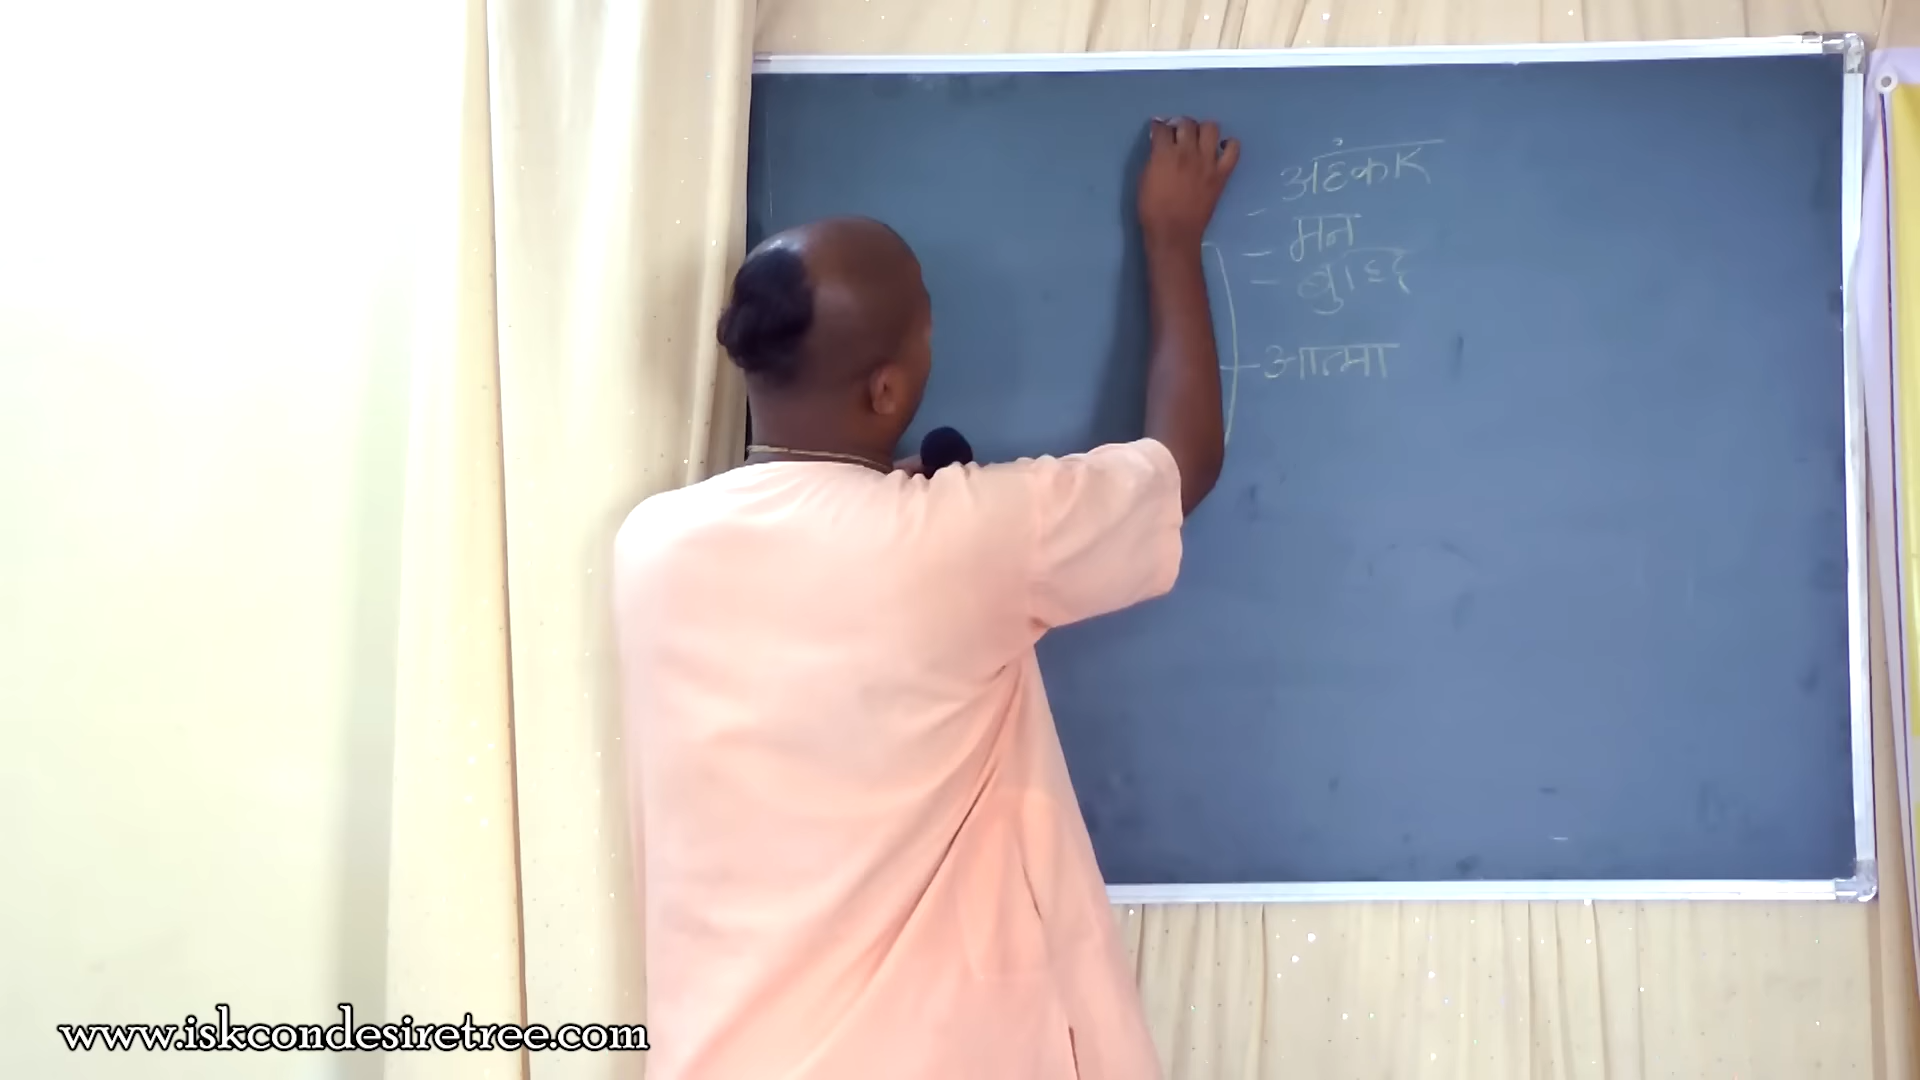 - अहंकार
- मन
- बुद्धि
- आत्मा
www.iskcondesiretree.com